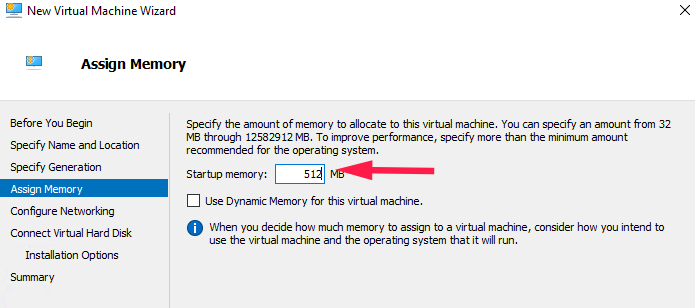 New Virtual Machine Wizard
Assign Memory
Before You Begin
Specify Name and Location
Specify Generation
Assign Memory
Configure Networking
Connect Virtual Hard Disk
Installation Options
Summary
Specify the amount of memory to allocate to this virtual machine. You can specify an amount from 32
MB through 12582912 MB. To improve performance, specify more than the minimum amount
recommended for the operating system.
Startup memory: 512 MB
Use Dynamic Memory for this virtual machine.
When you decide how much memory to assign to a virtual machine, consider how you intend to
use the virtual machine and the operating system that it will run.